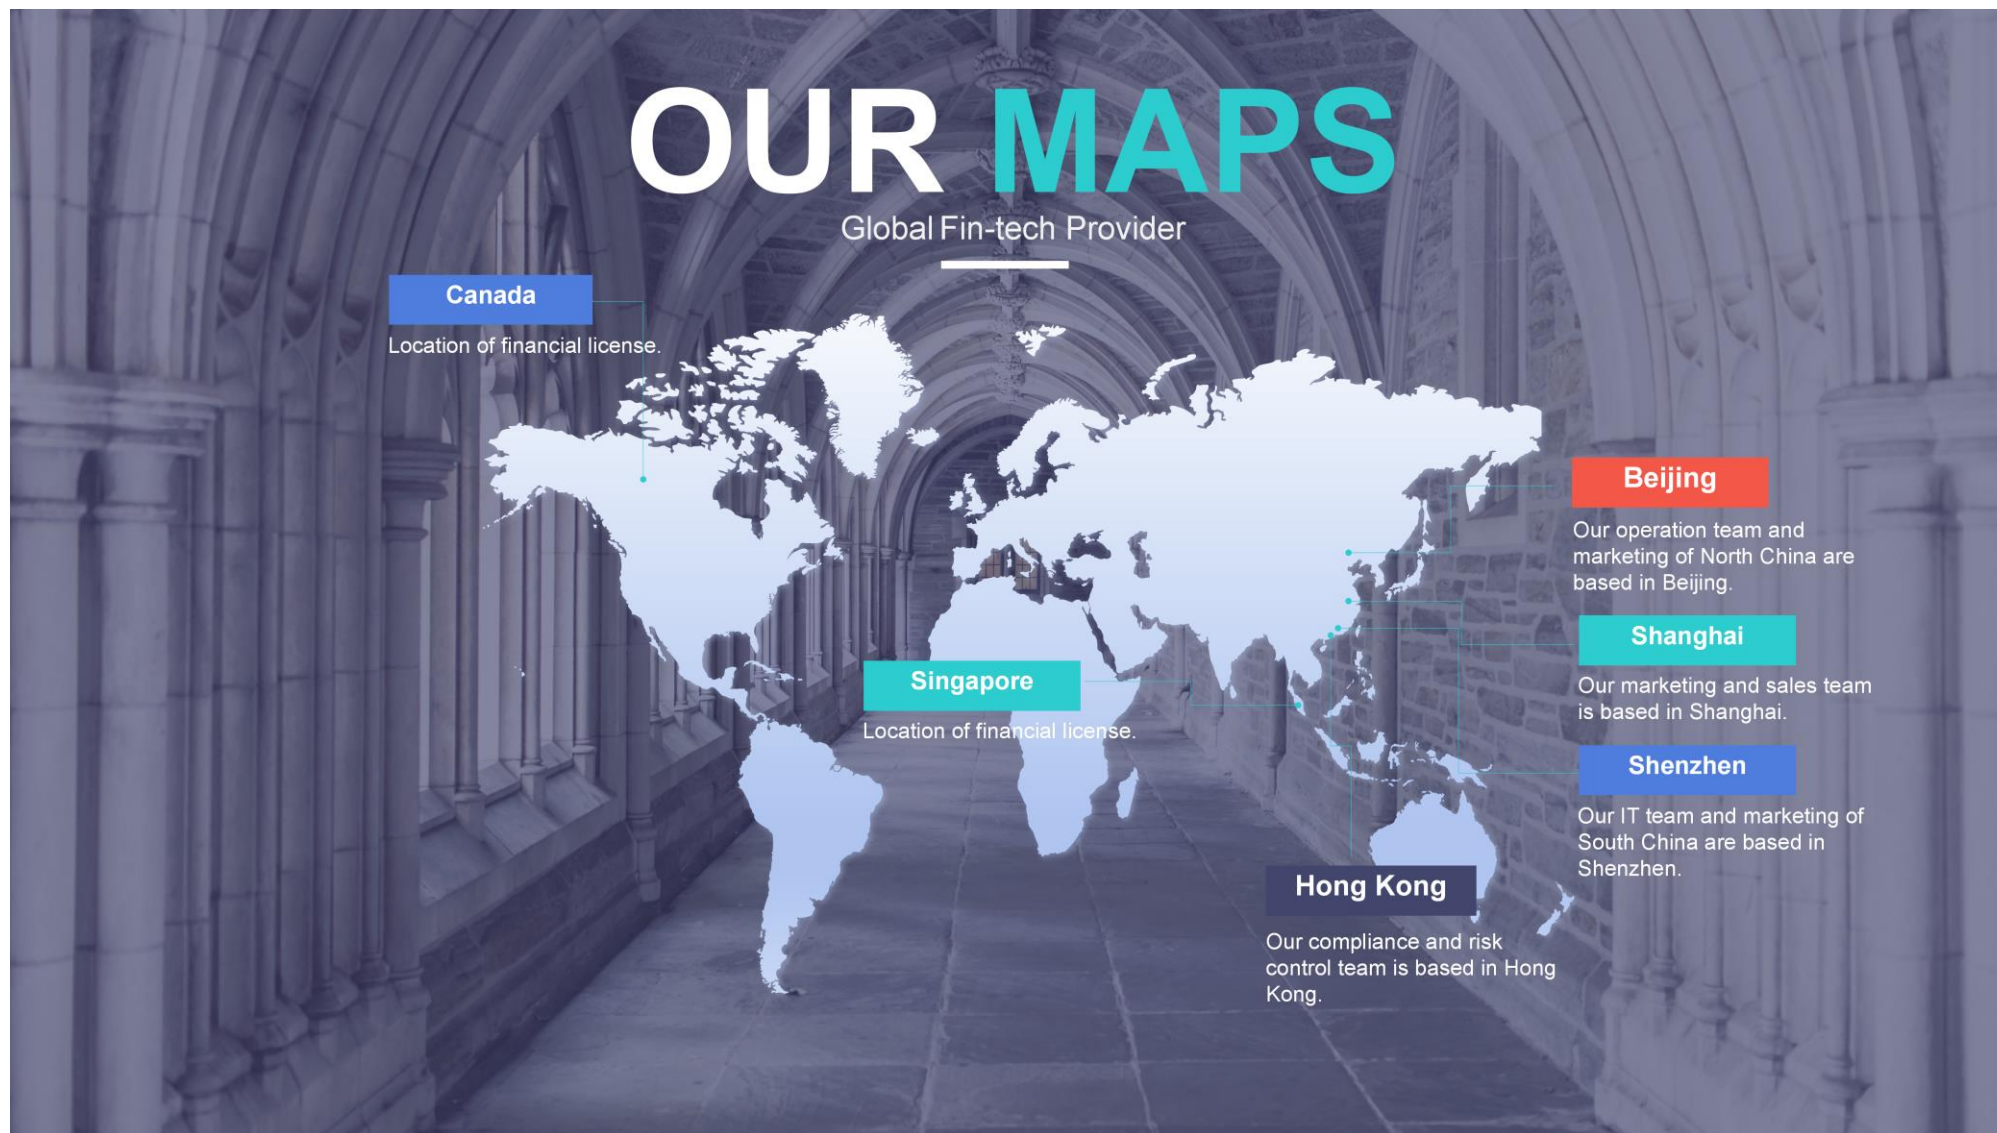 OUR MAPS
Global Fin-tech Provider
Canada
Location of financial license.
Beijing
Our operation team and
marketing of North China are
based in Beijing.
Shanghai
Our marketing and sales team
is based in Shanghai.
Singapore
Location of financial license.
Shenzhen
Our IT team and marketing of
South China are based in
Shenzhen.
Hong Kong
Our compliance and risk
control team is based in Hong
Kong.